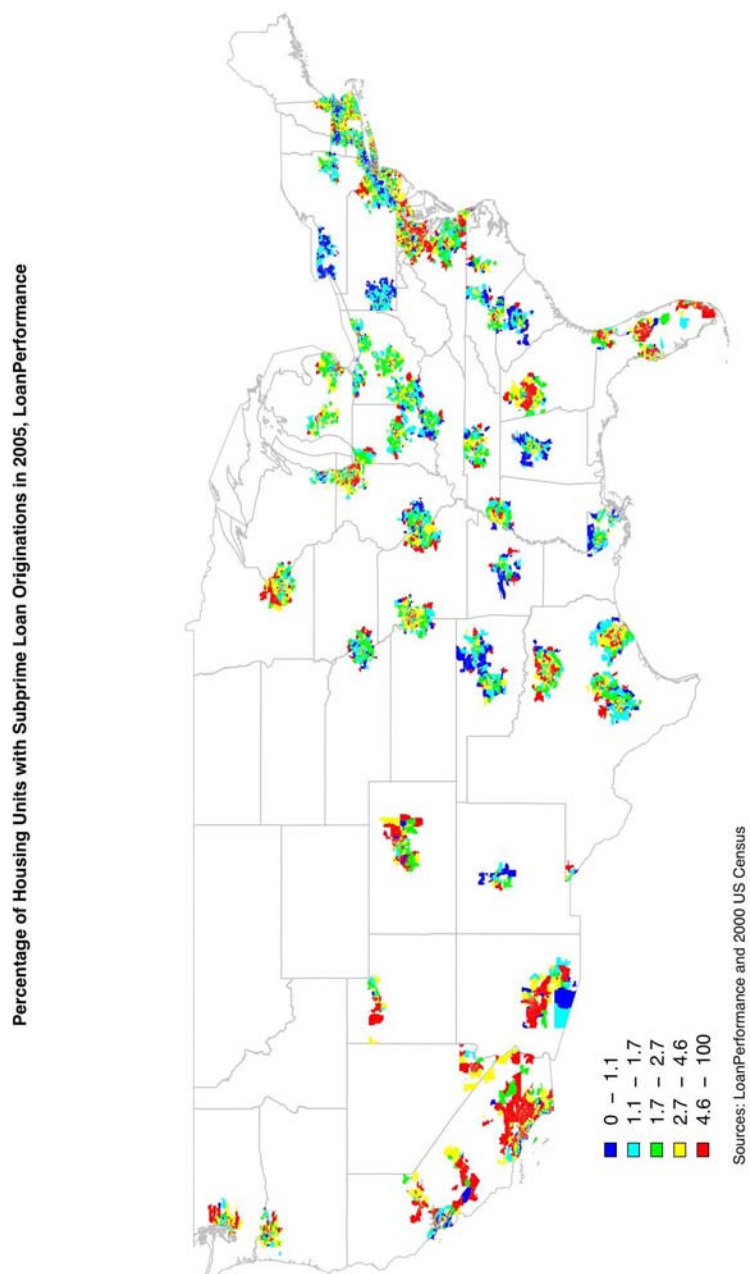 Percentage of Housing Units with Subprime Loan Originations in 2005, LoanPerformance
0 − 1.1
1.1 − 1.7
1.7 − 2.7
2.7 − 4.6
4.6 − 100
Sources: LoanPerformance and 2000 US Census